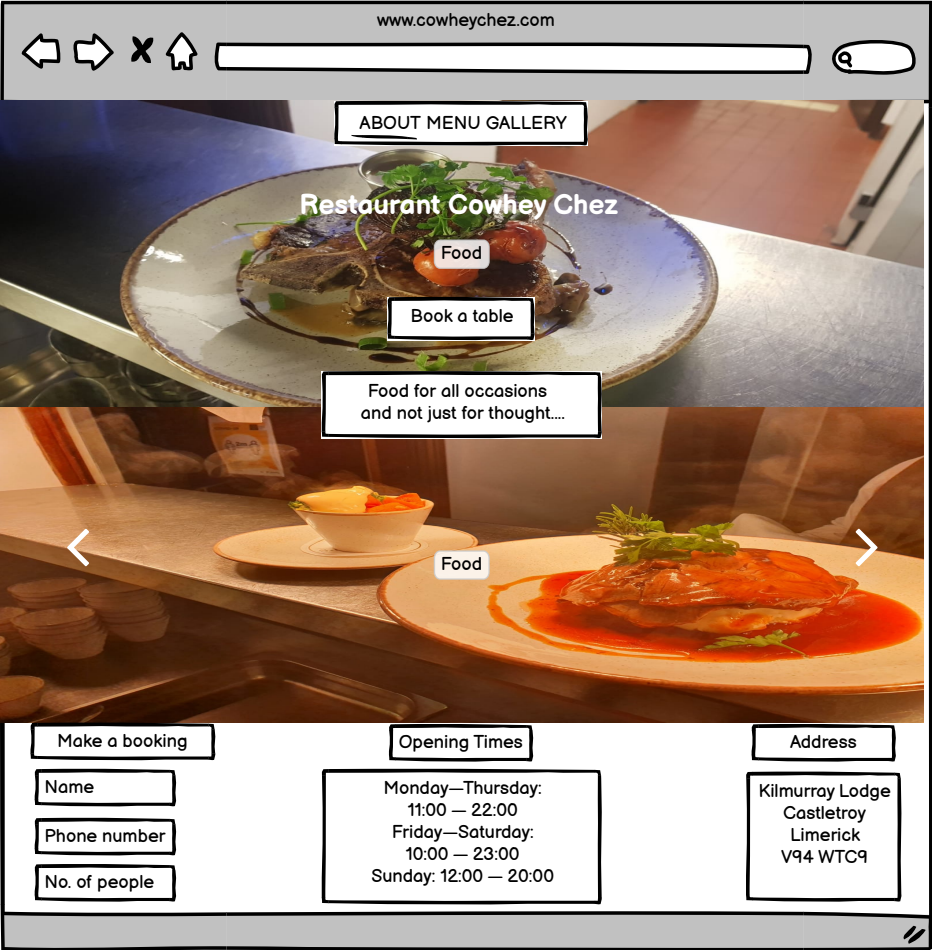 www.cowheychez.com
ABOUT MENU GALLERY
Restaurant Cowhey Chez
Food
Book a table
Food for all occasions
and not just for thought....
Food
Make a booking
Name
Phone number
No. of people
Opening Times
Monday—Thursday:
11:00 — 22:00
Friday—Saturday:
10:00 — 23:00
Sunday: 12:00 — 20:00
Address
Kilmurray Lodge
Castletroy
Limerick
V94 WTC9